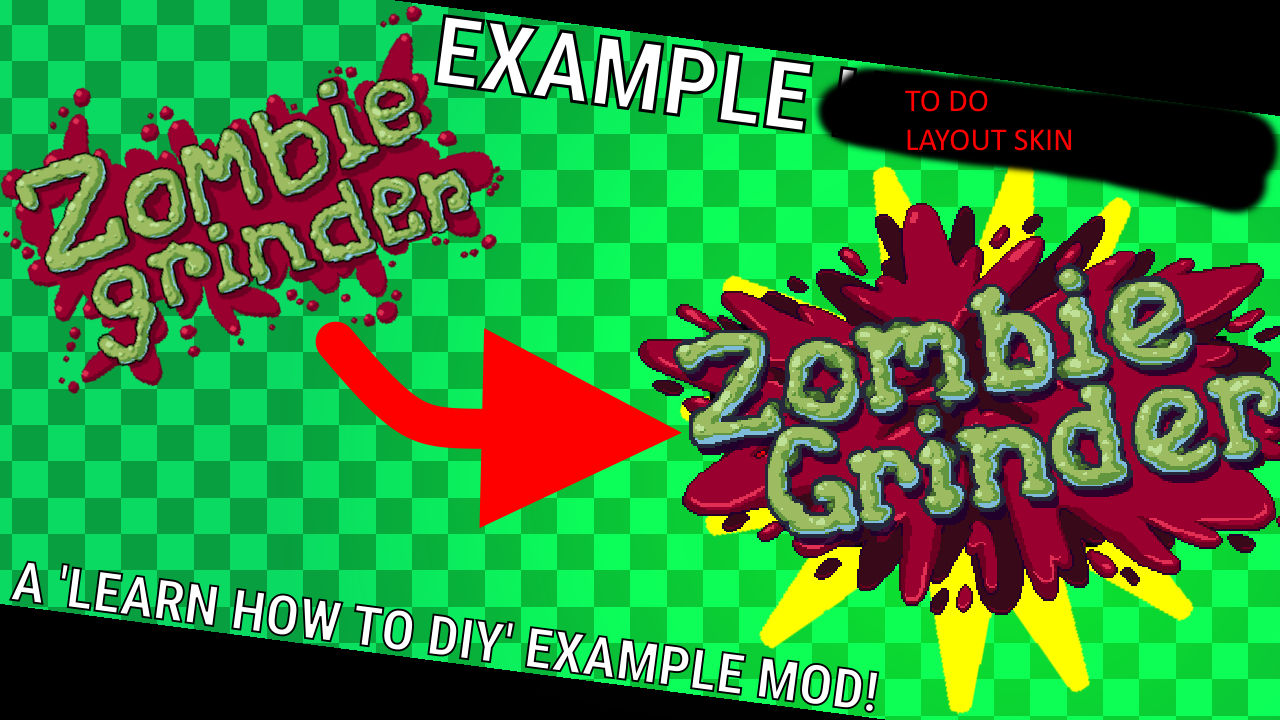 EXAMPLE
TO DO
LAYOUT SKIN
Zombie
grinder
Zombie
Grinder
A 'LEARN HOW TO DIY' EXAMPLE MOD!